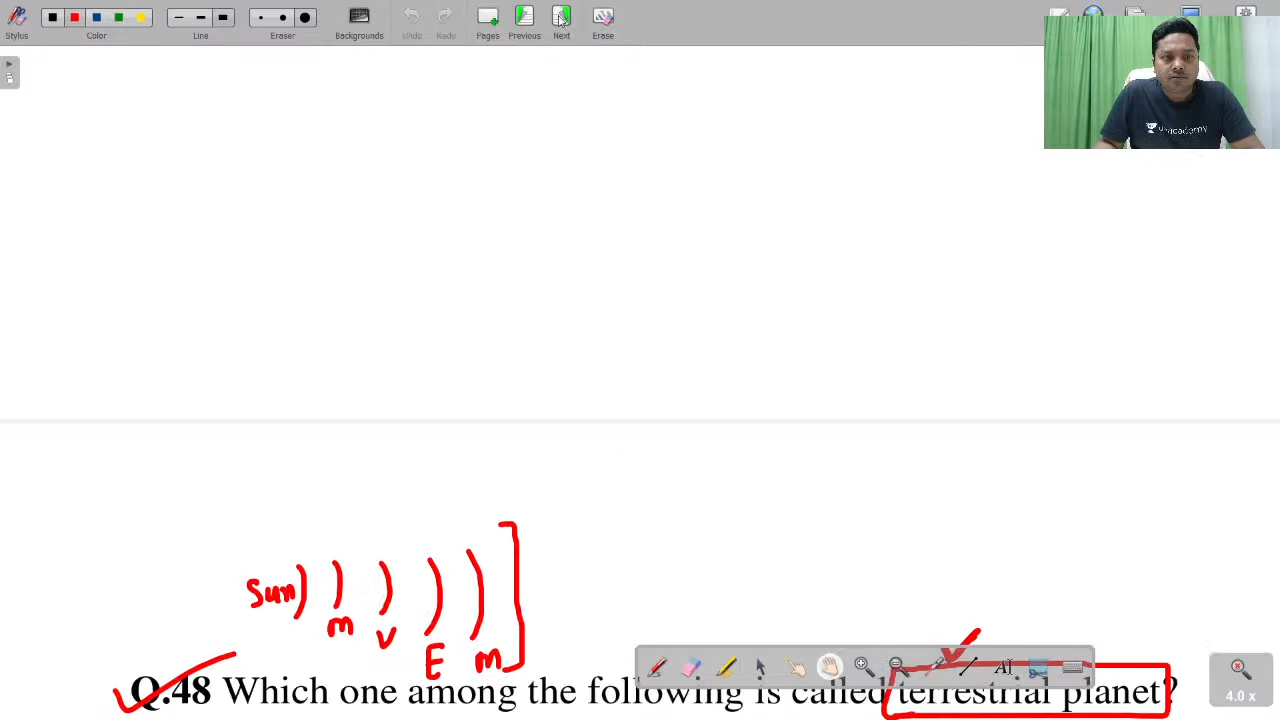 Stylus Color Line Eraser Backgrounds Undo Redo Pages Previous Next Erase
unacademy
Sun
m V E m
Q.48 Which one among the following is called terrestrial planet?
4.0 x